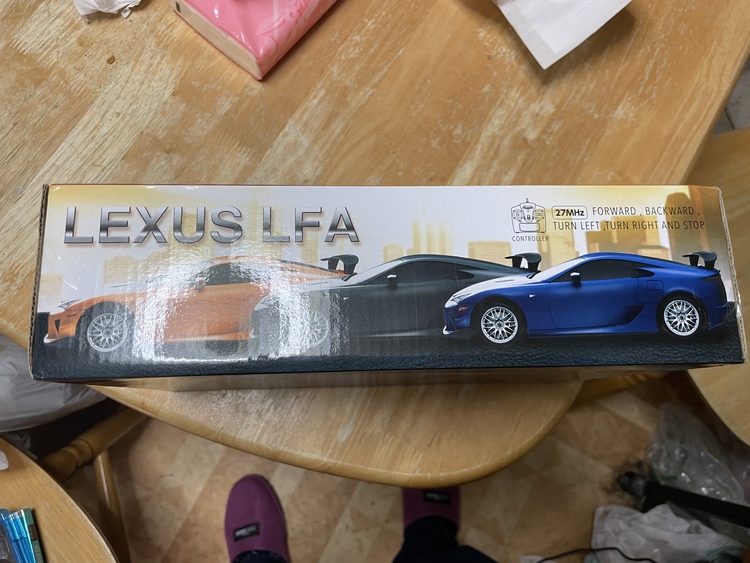 LEXUS LFA
27MHz FORWARD , BACKWARD ,
TURN LEFT ,TURN RIGHT AND STOP
CONTROLLER